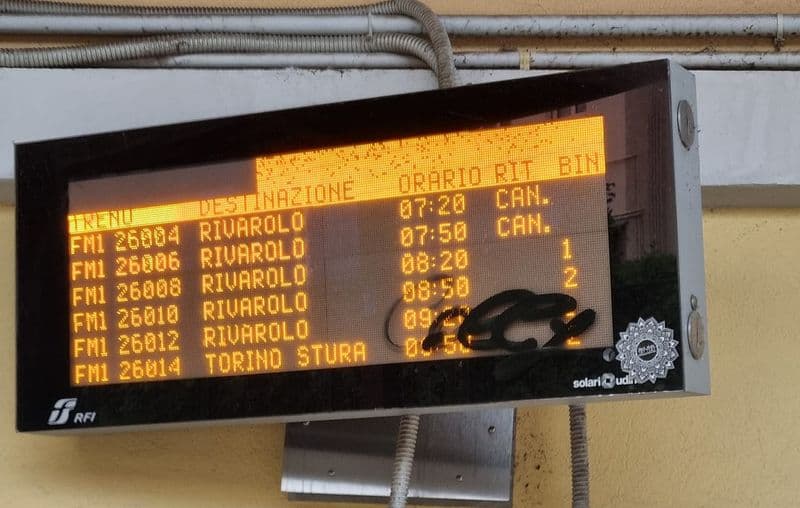 TRENO DESTINAZIONE ORARIO RIT BIN
FM1 26004 RIVAROLO 07:20 CAN.
FM1 26006 RIVAROLO 07:50 CAN.
FM1 26008 RIVAROLO 08:20 1
FM1 26010 RIVAROLO 08:50 2
FM1 26012 RIVAROLO
FM1 26014 TORINO STURA
RFI
solari